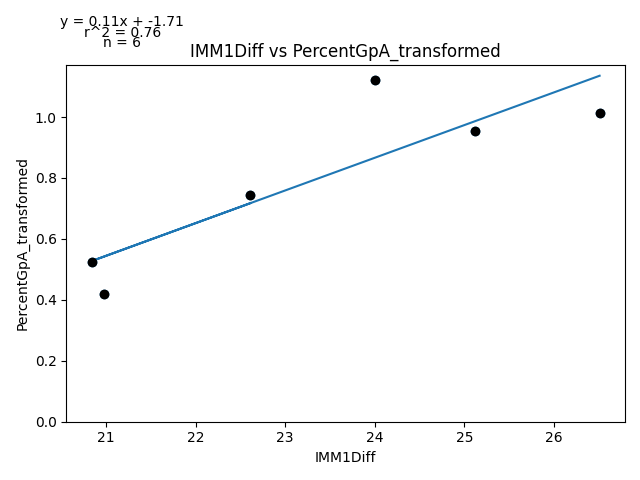 y = 0.11x + -1.71
r^2 = 0.76
n = 6
IMM1Diff vs PercentGpA_transformed
PercentGpA_transformed
1.0
0.8
0.6
0.4
0.2
0.0
21 22 23 24 25 26
IMM1Diff